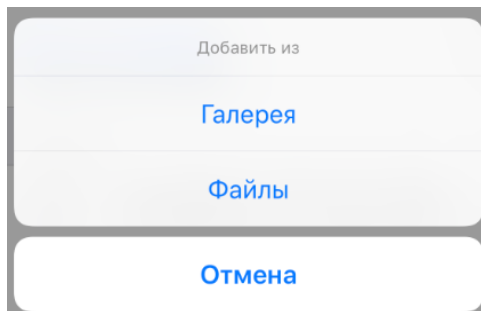 Добавить из
Галерея
Файлы
Отмена